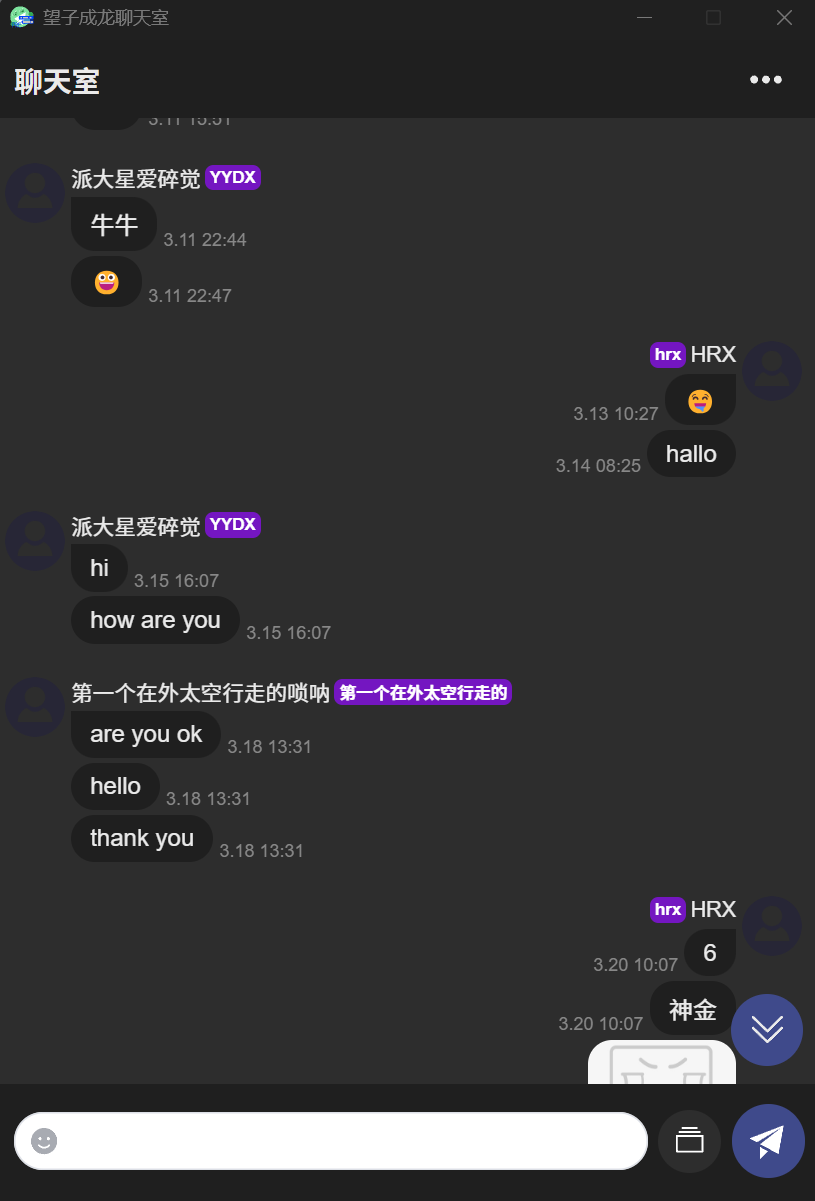 望子成龙聊天室
聊天室
3.11 15:51
派大星爱碎觉 YYDX
牛牛 3.11 22:44
3.11 22:47
hrx HRX
3.13 10:27
3.14 08:25 hallo
派大星爱碎觉 YYDX
hi 3.15 16:07
how are you 3.15 16:07
第一个在外太空行走的唢呐 第一个在外太空行走的
are you ok 3.18 13:31
hello 3.18 13:31
thank you 3.18 13:31
hrx HRX
3.20 10:07 6
3.20 10:07 神金